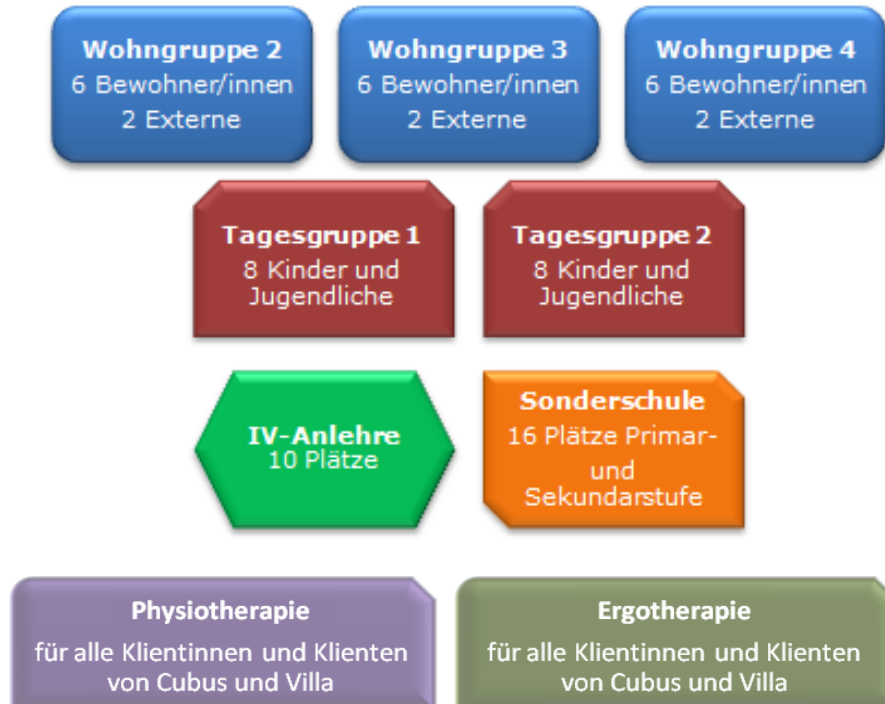 Wohngruppe 2
6 Bewohner/innen
2 Externe
Wohngruppe 3
6 Bewohner/innen
2 Externe
Wohngruppe 4
6 Bewohner/innen
2 Externe
Tagesgruppe 1
8 Kinder und
Jugendliche
Tagesgruppe 2
8 Kinder und
Jugendliche
IV-Anlehre
10 Plätze
Sonderschule
16 Plätze Primar-
und
Sekundarstufe
Physiotherapie
für alle Klientinnen und Klienten
von Cubus und Villa
Ergotherapie
für alle Klientinnen und Klienten
von Cubus und Villa